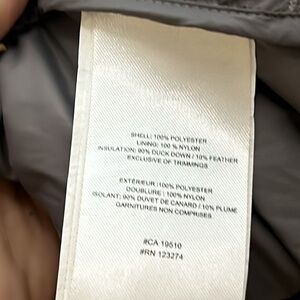 SHELL: 100% POLYESTER
LINING: 100 % NYLON
INSULATION: 90% DUCK DOWN / 10% FEATHER
EXCLUSIVE OF TRIMMINGS
EXTÉRIEUR :100% POLYESTER
DOUBLURE : 100% NYLON
ISOLANT: 90% DUVET DE CANARD / 10% PLUME
GARNITURES NON COMPRISES
#CA 19510
#RN 123274